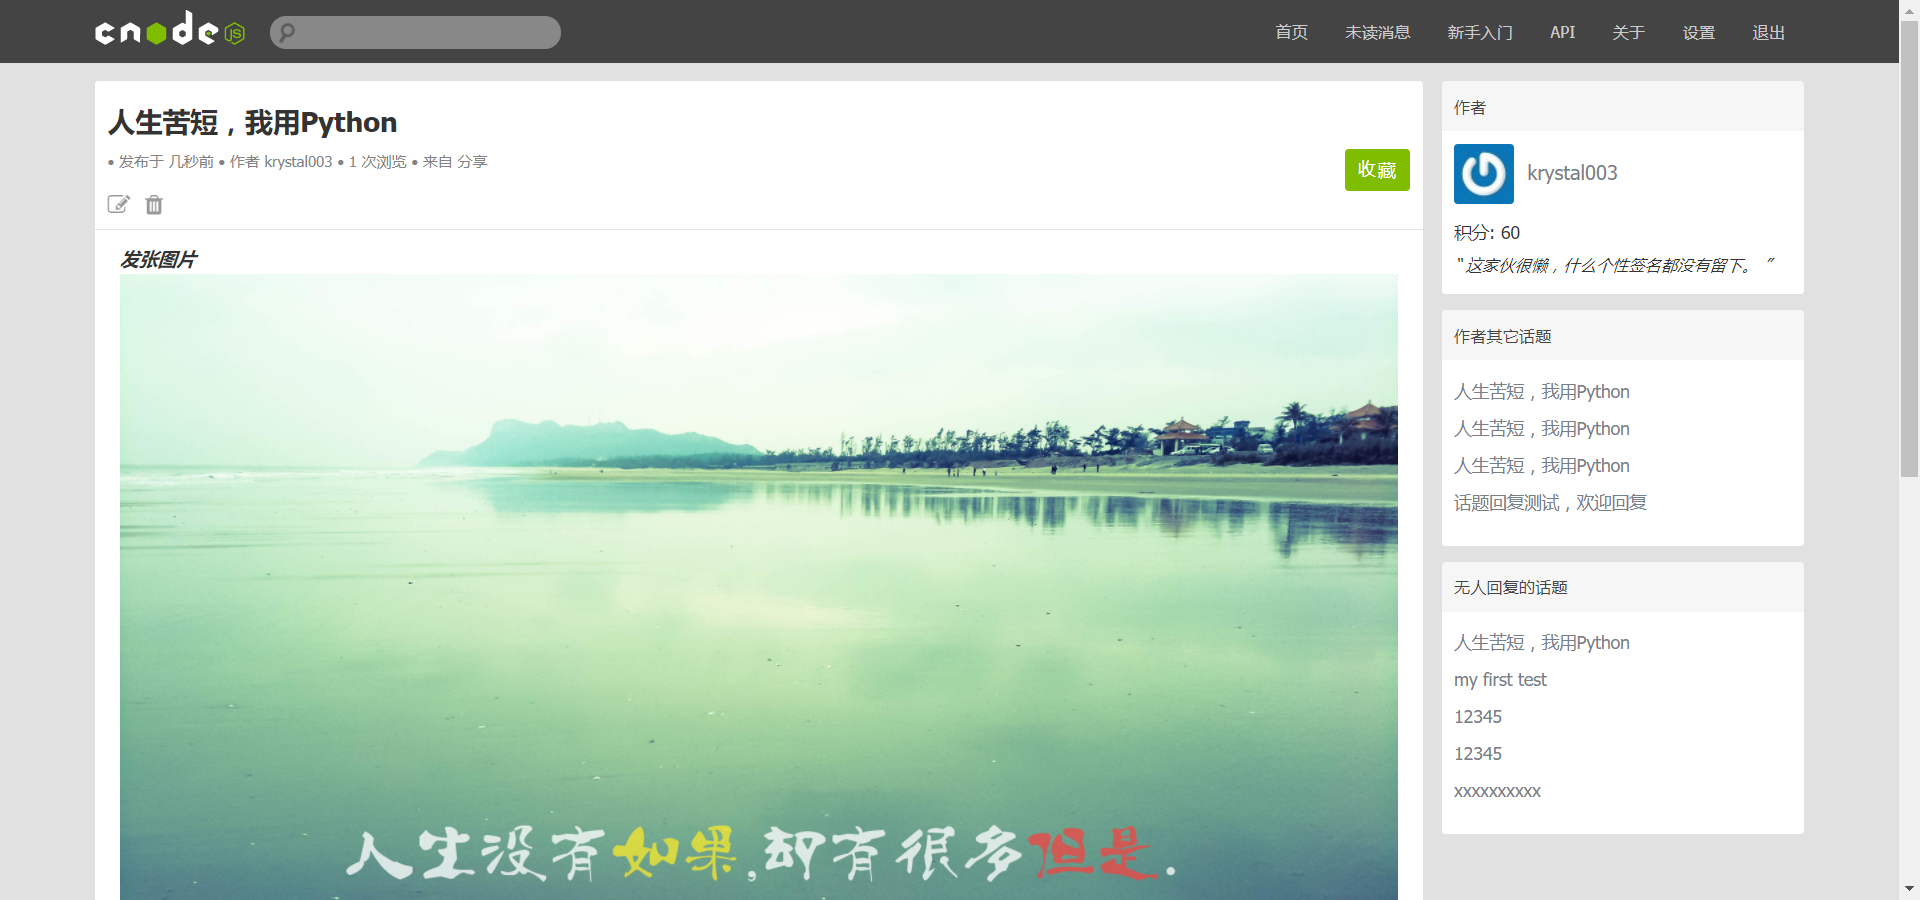 cnode JS
首页 未读消息 新手入门 API 关于 设置 退出
人生苦短，我用Python
• 发布于 几秒前 • 作者 krystal003 • 1 次浏览 • 来自 分享
收藏
发张图片
人生没有如果,却有很多但是.
作者
krystal003
积分: 60
“ 这家伙很懒，什么个性签名都没有留下。 ”
作者其它话题
人生苦短，我用Python
人生苦短，我用Python
人生苦短，我用Python
话题回复测试，欢迎回复
无人回复的话题
人生苦短，我用Python
my first test
12345
12345
xxxxxxxxxx